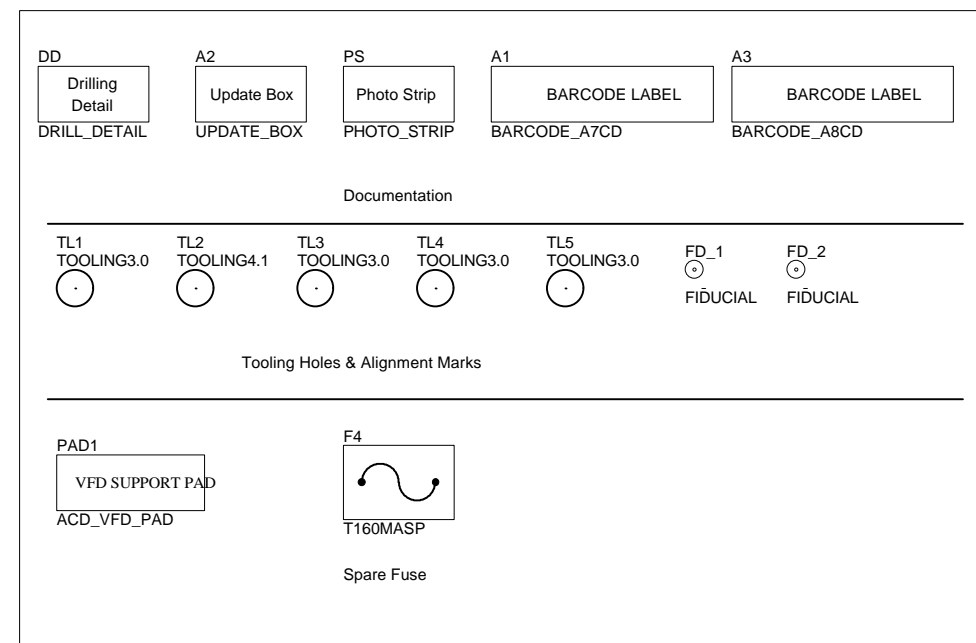 DD
Drilling
Detail
DRILL_DETAIL
A2
Update Box
UPDATE_BOX
PS
Photo Strip
PHOTO_STRIP
A1
BARCODE LABEL
BARCODE_A7CD
A3
BARCODE LABEL
BARCODE_A8CD
Documentation
TL1
TOOLING3.0
TL2
TOOLING4.1
TL3
TOOLING3.0
TL4
TOOLING3.0
TL5
TOOLING3.0
FD_1
FIDUCIAL
FD_2
FIDUCIAL
Tooling Holes & Alignment Marks
PAD1
VFD SUPPORT PAD
ACD_VFD_PAD
F4
T160MASP
Spare Fuse